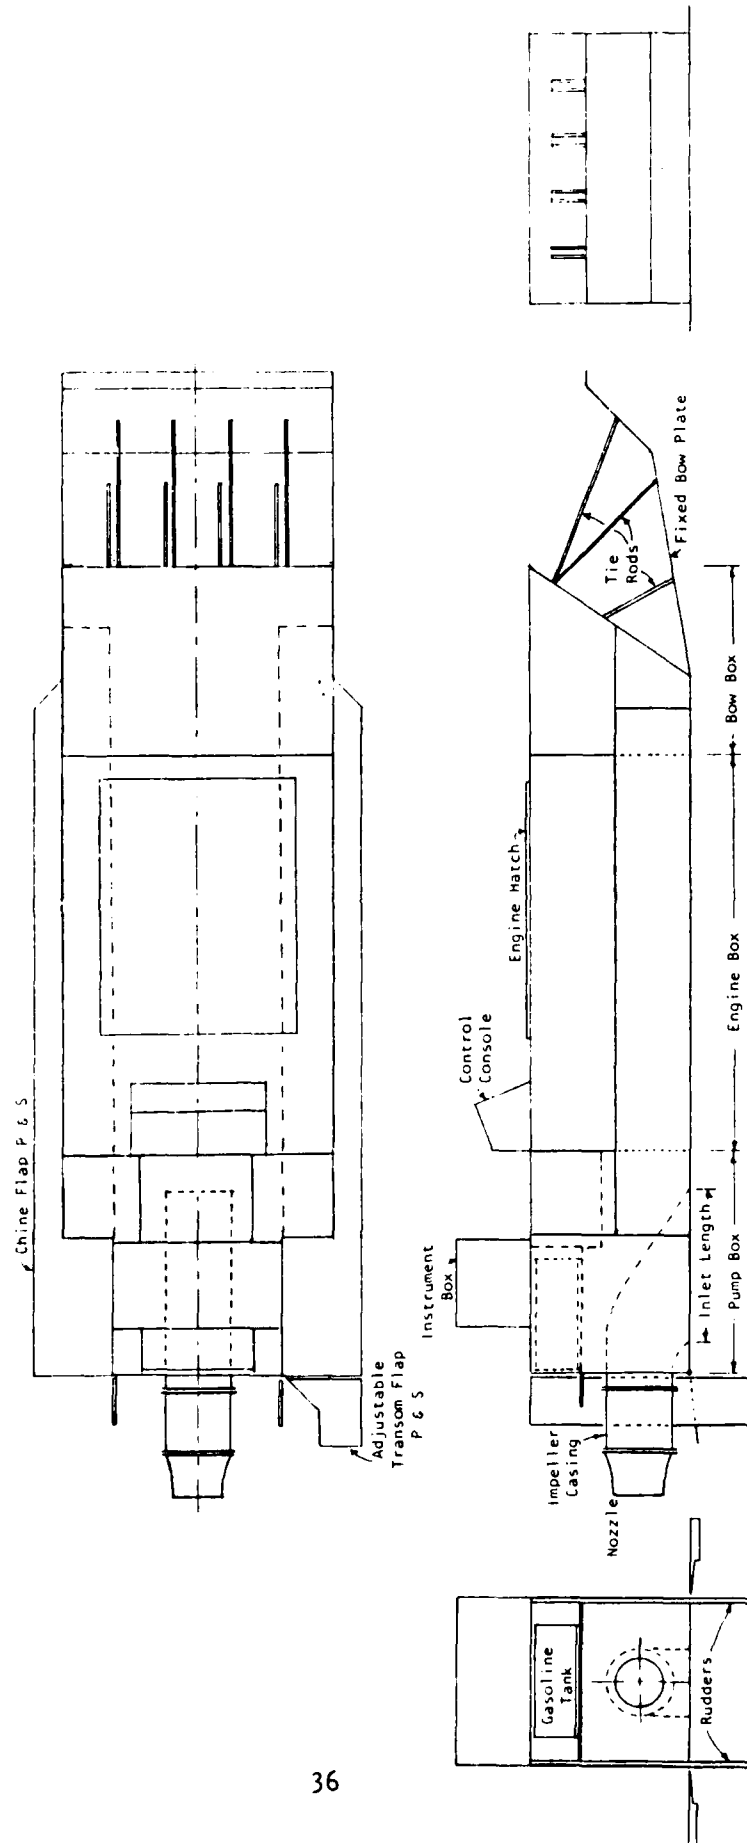 Chine Flap P & S
Adjustable
Transom Flap
P & S
Instrument
Box
Control
Console
Engine Hatch
Tie
Rods
Fixed Bow Plate
Impeller
Casing
Nozzle
Inlet Length
Pump Box
Engine Box
Bow Box
Gasoline
Tank
Rudders
36